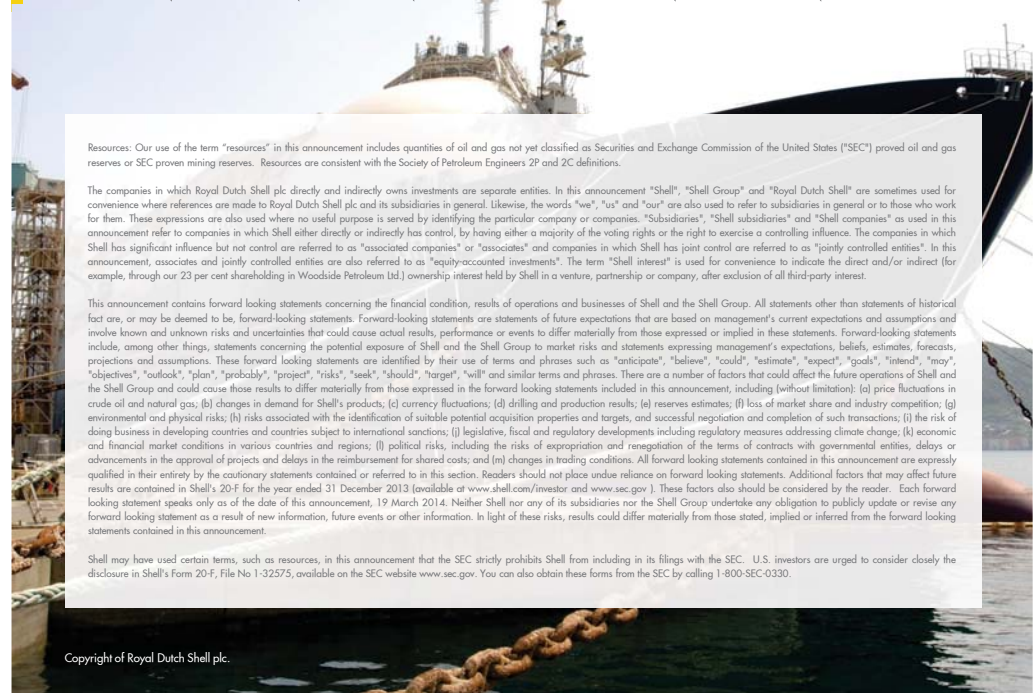 Resources: Our use of the term “resources” in this announcement includes quantities of oil and gas not yet classified as Securities and Exchange Commission of the United States ("SEC") proved oil and gas
reserves or SEC proven mining reserves.  Resources are consistent with the Society of Petroleum Engineers 2P and 2C definitions.
The companies in which Royal Dutch Shell plc directly and indirectly owns investments are separate entities. In this announcement "Shell", "Shell Group" and "Royal Dutch Shell" are sometimes used for
convenience where references are made to Royal Dutch Shell plc and its subsidiaries in general. Likewise, the words "we", "us" and "our" are also used to refer to subsidiaries in general or to those who work
for them. These expressions are also used where no useful purpose is served by identifying the particular company or companies. "Subsidiaries", "Shell subsidiaries" and "Shell companies" as used in this
announcement refer to companies in which Shell either directly or indirectly has control, by having either a majority of the voting rights or the right to exercise a controlling influence. The companies in which
Shell has significant influence but not control are referred to as "associated companies" or "associates" and companies in which Shell has joint control are referred to as "jointly controlled entities". In this
announcement, associates and jointly controlled entities are also referred to as "equity-accounted investments". The term "Shell interest" is used for convenience to indicate the direct and/or indirect (for
example, through our 23 per cent shareholding in Woodside Petroleum Ltd.) ownership interest held by Shell in a venture, partnership or company, after exclusion of all third-party interest.
This announcement contains forward looking statements concerning the financial condition, results of operations and businesses of Shell and the Shell Group. All statements other than statements of historical
fact are, or may be deemed to be, forward-looking statements. Forward-looking statements are statements of future expectations that are based on management's current expectations and assumptions and
involve known and unknown risks and uncertainties that could cause actual results, performance or events to differ materially from those expressed or implied in these statements. Forward-looking statements
include, among other things, statements concerning the potential exposure of Shell and the Shell Group to market risks and statements expressing management’s expectations, beliefs, estimates, forecasts,
projections and assumptions. These forward looking statements are identified by their use of terms and phrases such as "anticipate", "believe", "could", "estimate", "expect", "goals", "intend", "may",
"objectives", "outlook", "plan", "probably", "project", "risks", "seek", "should", "target", "will" and similar terms and phrases. There are a number of factors that could affect the future operations of Shell and
the Shell Group and could cause those results to differ materially from those expressed in the forward looking statements included in this announcement, including (without limitation): (a) price fluctuations in
crude oil and natural gas; (b) changes in demand for Shell's products; (c) currency fluctuations; (d) drilling and production results; (e) reserves estimates; (f) loss of market share and industry competition; (g)
environmental and physical risks; (h) risks associated with the identification of suitable potential acquisition properties and targets, and successful negotiation and completion of such transactions; (i) the risk of
doing business in developing countries and countries subject to international sanctions; (j) legislative, fiscal and regulatory developments including regulatory measures addressing climate change; (k) economic
and financial market conditions in various countries and regions; (l) political risks, including the risks of expropriation and renegotiation of the terms of contracts with governmental entities, delays or
advancements in the approval of projects and delays in the reimbursement for shared costs; and (m) changes in trading conditions. All forward looking statements contained in this announcement are expressly
qualified in their entirety by the cautionary statements contained or referred to in this section. Readers should not place undue reliance on forward looking statements. Additional factors that may affect future
results are contained in Shell's 20-F for the year ended 31 December 2013 (available at www.shell.com/investor and www.sec.gov ). These factors also should be considered by the reader.  Each forward
looking statement speaks only as of the date of this announcement, 19 March 2014. Neither Shell nor any of its subsidiaries nor the Shell Group undertake any obligation to publicly update or revise any
forward looking statement as a result of new information, future events or other information. In light of these risks, results could differ materially from those stated, implied or inferred from the forward looking
statements contained in this announcement.
Shell may have used certain terms, such as resources, in this announcement that the SEC strictly prohibits Shell from including in its filings with the SEC.  U.S. investors are urged to consider closely the
disclosure in Shell's Form 20-F, File No 1-32575, available on the SEC website www.sec.gov. You can also obtain these forms from the SEC by calling 1-800-SEC-0330.
Copyright of Royal Dutch Shell plc.